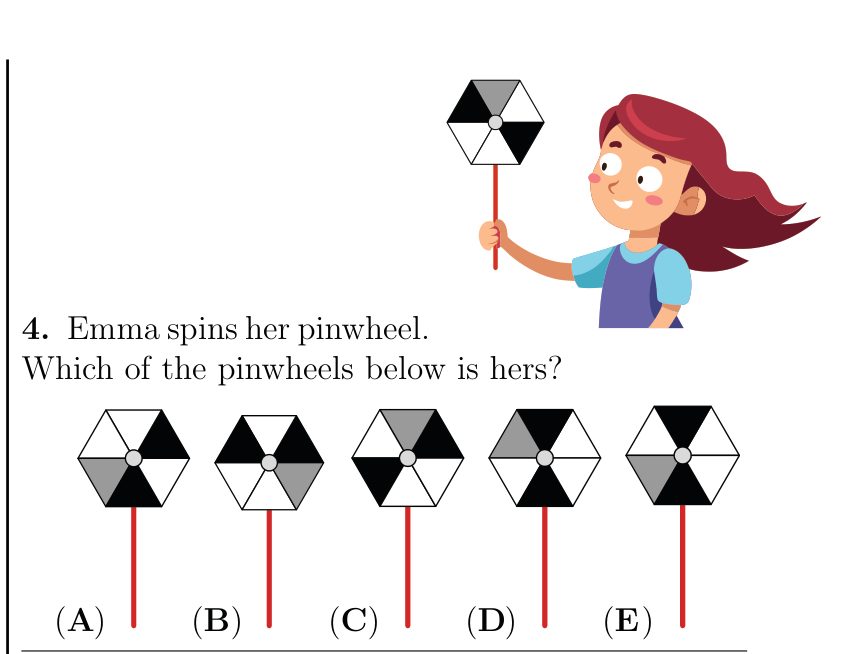 4. Emma spins her pinwheel.
Which of the pinwheels below is hers?
(A) (B) (C) (D) (E)